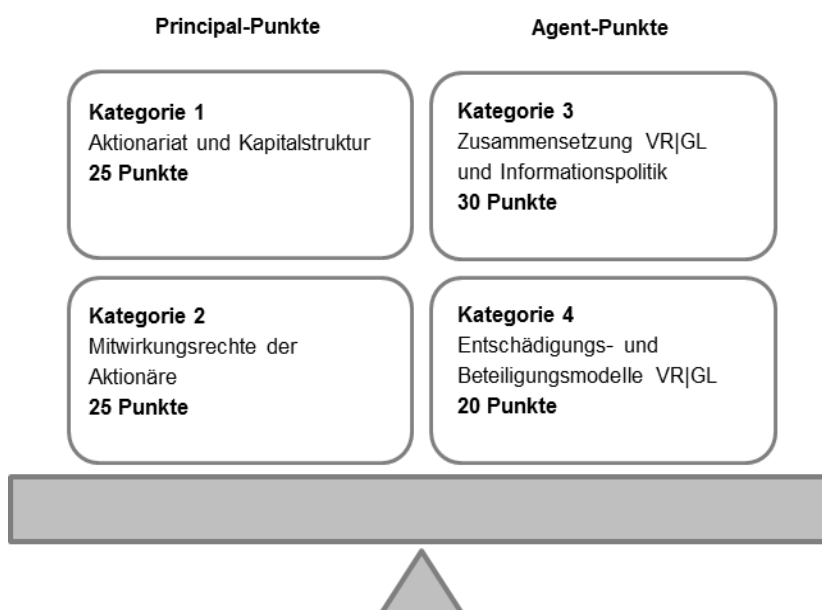 Principal-Punkte
Agent-Punkte
Kategorie 1
Aktionariat und Kapitalstruktur
25 Punkte
Kategorie 3
Zusammensetzung VR|GL
und Informationspolitik
30 Punkte
Kategorie 2
Mitwirkungsrechte der
Aktionäre
25 Punkte
Kategorie 4
Entschädigungs- und
Beteiligungsmodelle VR|GL
20 Punkte